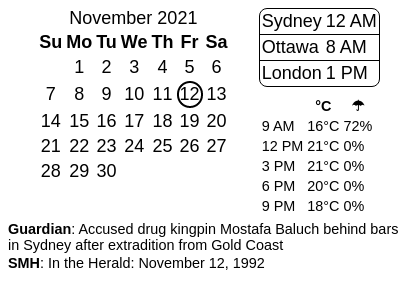 November 2021
Su Mo Tu We Th Fr Sa
1 2 3 4 5 6
7 8 9 10 11 12 13
14 15 16 17 18 19 20
21 22 23 24 25 26 27
28 29 30
Sydney 12 AM
Ottawa 8 AM
London 1 PM
°C ☂
9 AM 16°C 72%
12 PM 21°C 0%
3 PM 21°C 0%
6 PM 20°C 0%
9 PM 18°C 0%
Guardian: Accused drug kingpin Mostafa Baluch behind bars
in Sydney after extradition from Gold Coast
SMH: In the Herald: November 12, 1992